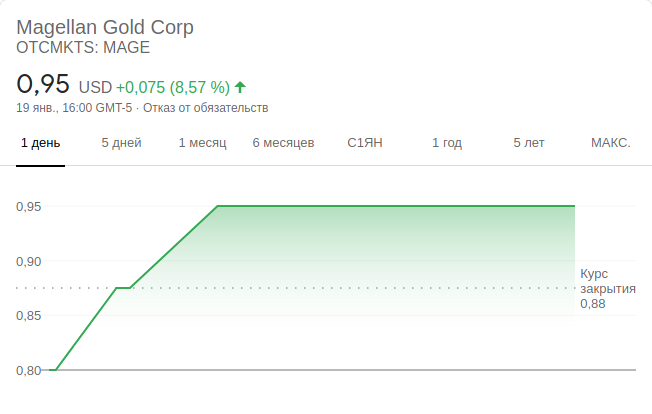 Magellan Gold Corp
OTCMKTS: MAGE
0,95 USD +0,075 (8,57 %)
19 янв., 16:00 GMT-5 · Отказ от обязательств
1 день 5 дней 1 месяц 6 месяцев С1ЯН 1 год 5 лет МАКС.
0,95
0,90
Курс
закрытия
0,88
0,85
0,80